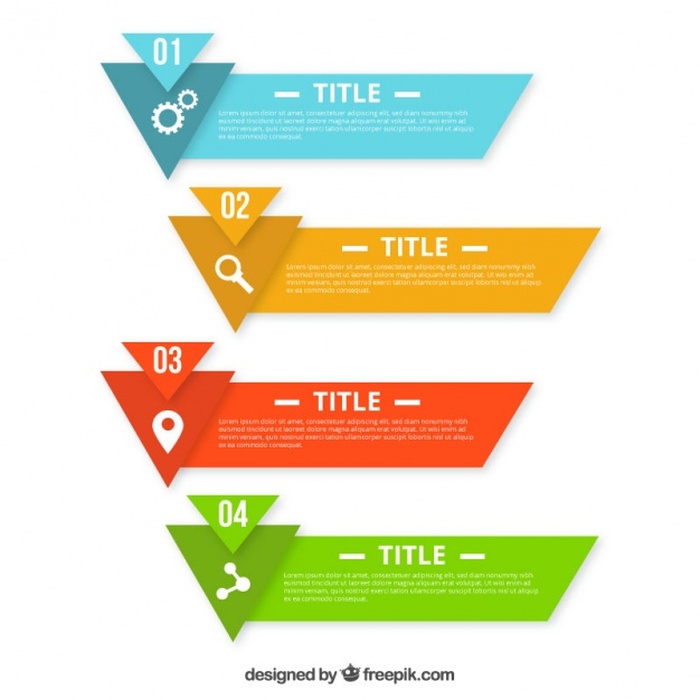 01
TITLE
Lorem ipsum dolor sit amet, consectetuer adipiscing elit, sed diam nonummy nibh
euismod tincidunt ut laoreet dolore magna aliquam erat volutpat. Ut wisi enim ad
minim veniam, quis nostrud exerci tation ullamcorper suscipit lobortis nisl ut aliquip
ex ea commodo consequat.
02
TITLE
Lorem ipsum dolor sit amet, consectetuer adipiscing elit, sed diam nonummy nibh
euismod tincidunt ut laoreet dolore magna aliquam erat volutpat. Ut wisi enim ad
minim veniam, quis nostrud exerci tation ullamcorper suscipit lobortis nisl ut aliquip
ex ea commodo consequat.
03
TITLE
Lorem ipsum dolor sit amet, consectetuer adipiscing elit, sed diam nonummy nibh
euismod tincidunt ut laoreet dolore magna aliquam erat volutpat. Ut wisi enim ad
minim veniam, quis nostrud exerci tation ullamcorper suscipit lobortis nisl ut aliquip
ex ea commodo consequat.
04
TITLE
Lorem ipsum dolor sit amet, consectetuer adipiscing elit, sed diam nonummy nibh
euismod tincidunt ut laoreet dolore magna aliquam erat volutpat. Ut wisi enim ad
minim veniam, quis nostrud exerci tation ullamcorper suscipit lobortis nisl ut aliquip
ex ea commodo consequat.
designed by freepik.com